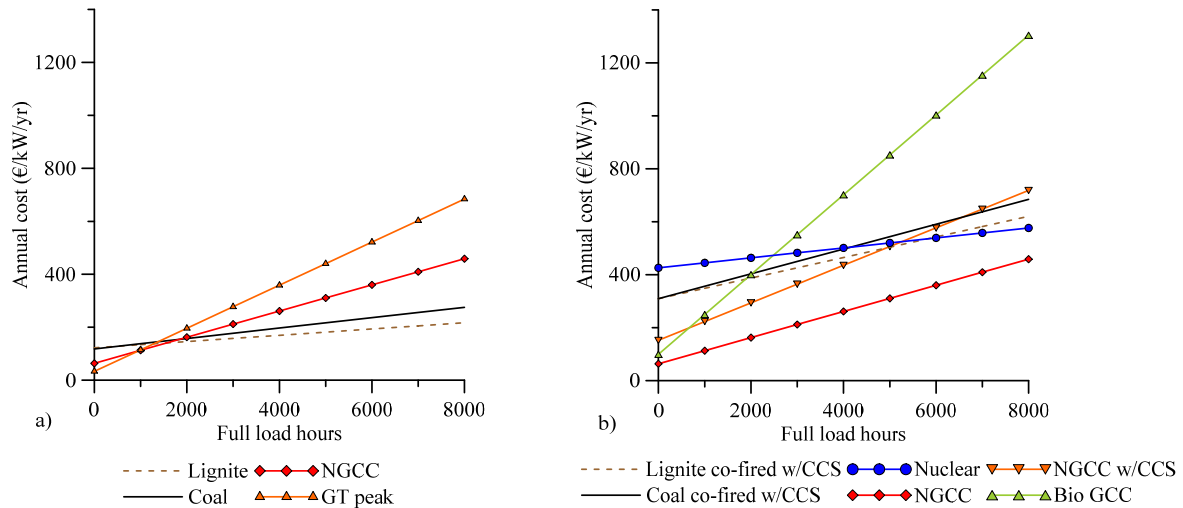 Annual cost (€/kW/yr)
1200
800
400
0
0 2000 4000 6000 8000
a) Full load hours
Lignite NGCC
Coal GT peak
Annual cost (€/kW/yr)
1200
800
400
0
0 2000 4000 6000 8000
b) Full load hours
Lignite co-fired w/CCS Nuclear NGCC w/CCS
Coal co-fired w/CCS NGCC Bio GCC